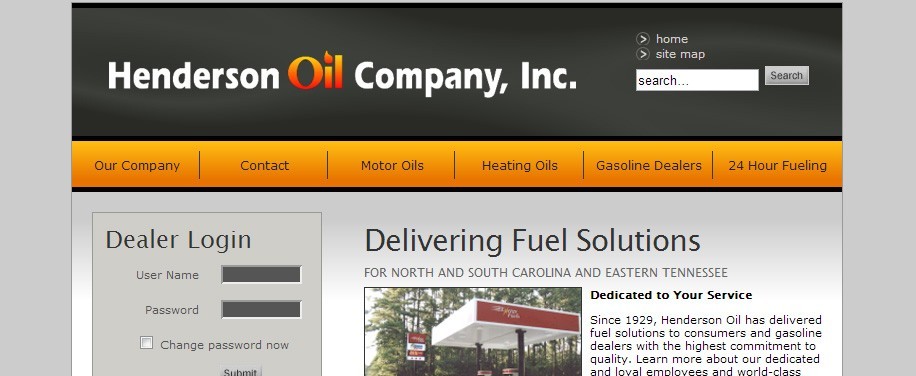 Henderson Oil Company, Inc.
home
site map
search...
Search
Our Company
Contact
Motor Oils
Heating Oils
Gasoline Dealers
24 Hour Fueling
Dealer Login
User Name
Password
Change password now
Submit
Delivering Fuel Solutions
FOR NORTH AND SOUTH CAROLINA AND EASTERN TENNESSEE
Dedicated to Your Service
Since 1929, Henderson Oil has delivered
fuel solutions to consumers and gasoline
dealers with the highest commitment to
quality. Learn more about our dedicated
and loyal employees and world-class